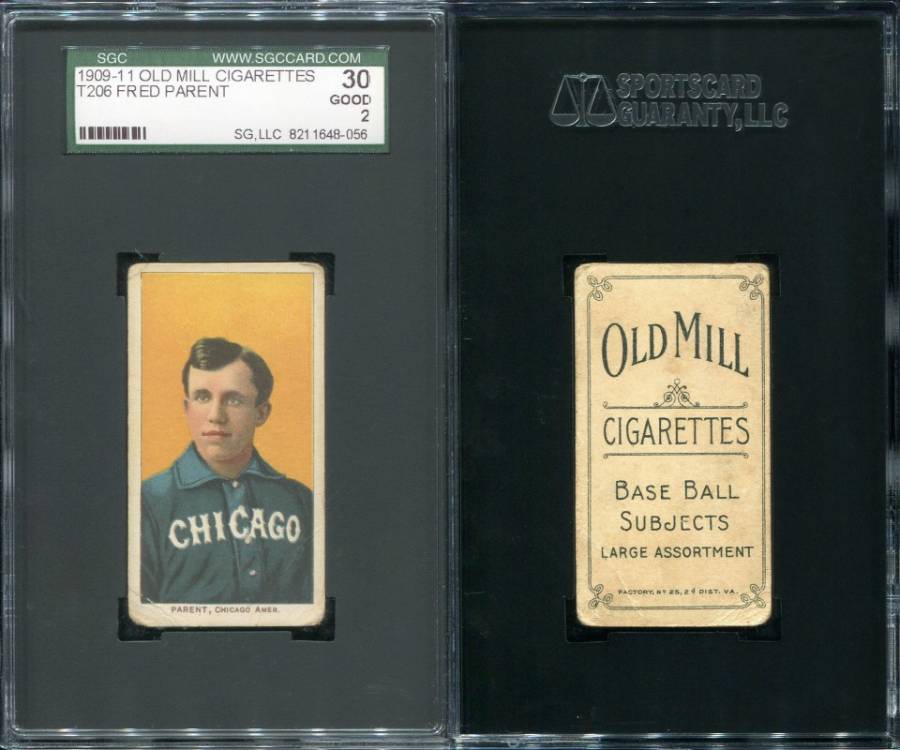 SGC WWW.SGCCARD.COM
1909-11 OLD MILL CIGARETTES 30
T206 FRED PARENT GOOD
2
SG,LLC 8211648-056
CHICAGO
PARENT, CHICAGO AMER.
SPORTSCARD
GUARANTY,LLC
OLD MILL
CIGARETTES
BASE BALL
SUBJECTS
LARGE ASSORTMENT
FACTORY, Nº 25, 2d DIST. VA.